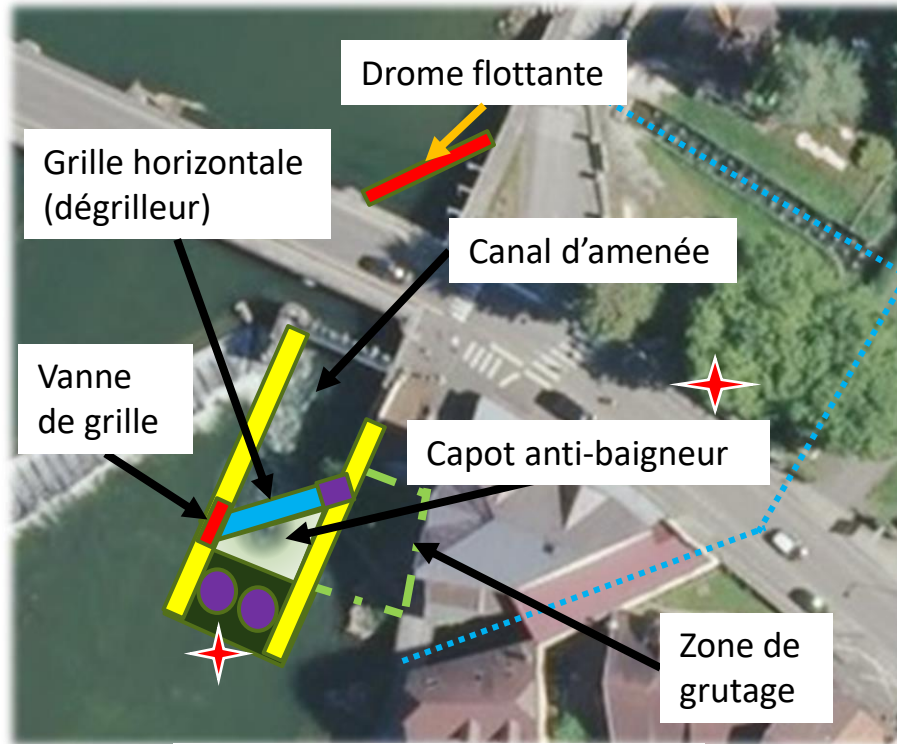 Drome flottante
Grille horizontale
(dégrilleur)
Canal d’amenée
Vanne
de grille
Capot anti-baigneur
Zone de
grutage